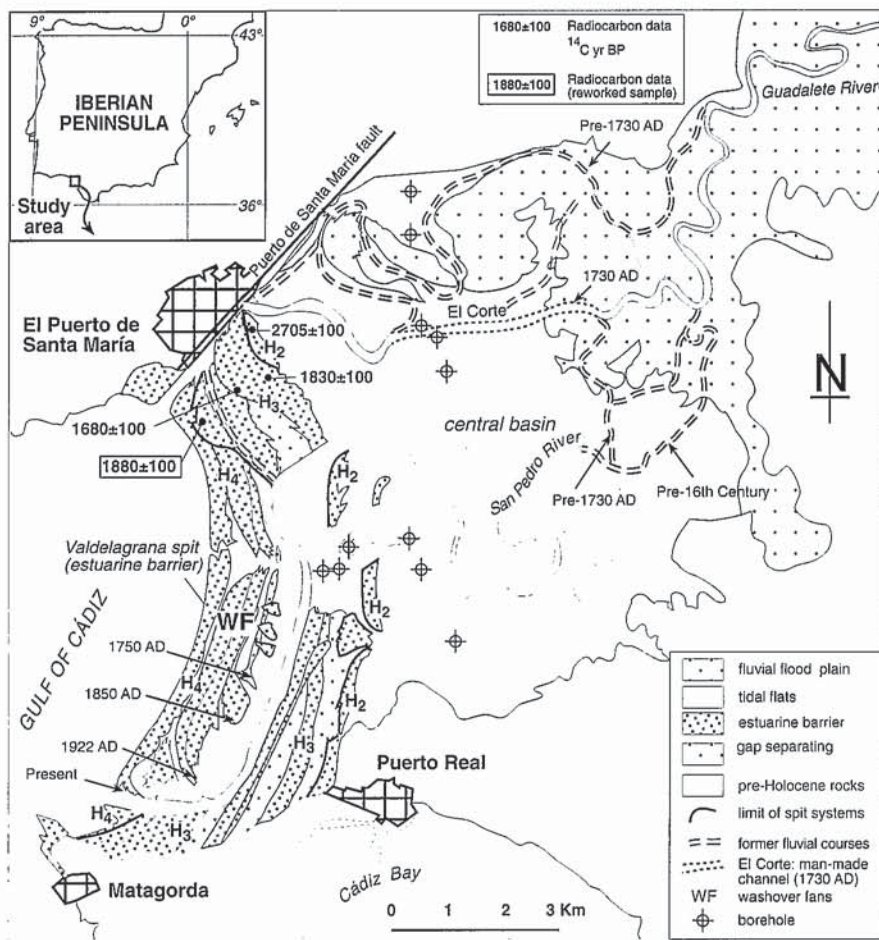 9°
0°
43°
IBERIAN
PENINSULA
36°
Study
area
1680±100 Radiocarbon data
14C yr BP
1880±100 Radiocarbon data
(reworked sample)
Guadalete River
Pre-1730 AD
Puerto de Santa María fault
1730 AD
El Corte
El Puerto de
Santa María
2705±100
H2
1830±100
H3
1680±100
1880±100
N
central basin
San Pedro River
Pre-1730 AD
Pre-16th Century
H4
H2
Valdelagrana spit
(estuarine barrier)
GULF OF CÁDIZ
WF
H2
1750 AD
H4
1850 AD
H2
H3
1922 AD
Present
Puerto Real
H4
H3
Matagorda
Cádiz Bay
0 1 2 3 Km
fluvial flood plain
tidal flats
estuarine barrier
gap separating
pre-Holocene rocks
limit of spit systems
former fluvial courses
El Corte: man-made
channel (1730 AD)
WF washover fans
borehole